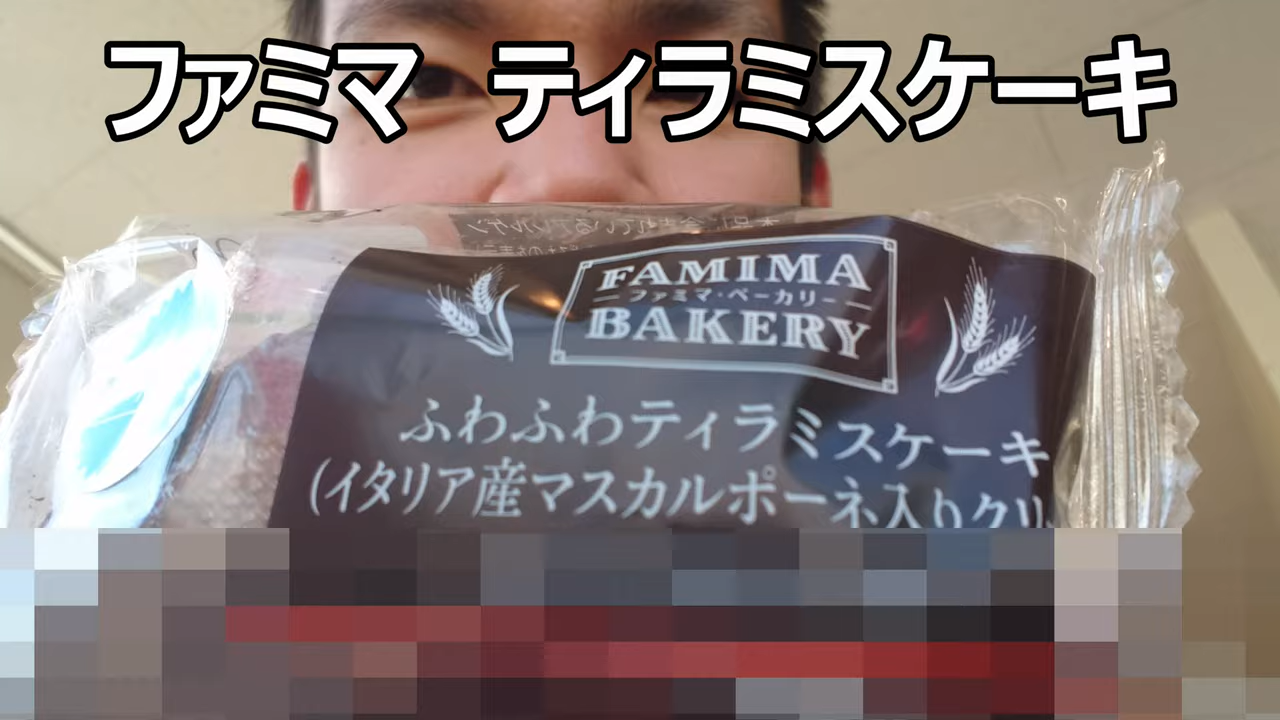 ファミマ ティラミスケーキ
FAMIMA
ファミマ・ベーカリー
BAKERY
ふわふわティラミスケーキ
(イタリア産マスカルポーネ入りクリ